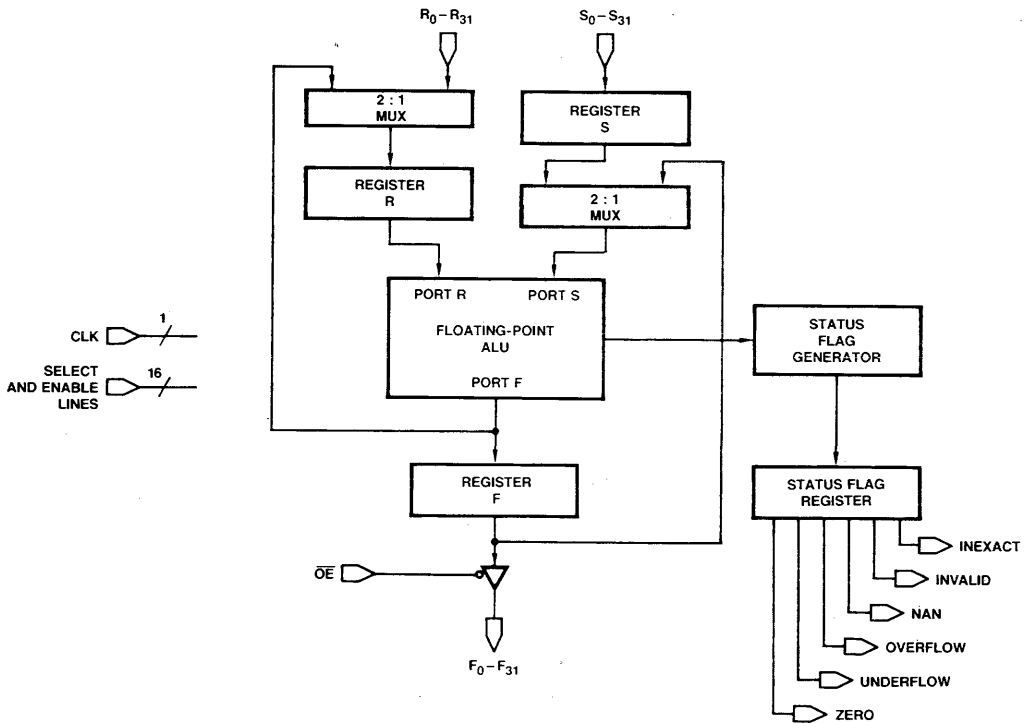 R0–R31
S0–S31
2 : 1
MUX
REGISTER
S
REGISTER
R
2 : 1
MUX
PORT R
PORT S
FLOATING-POINT
ALU
PORT F
CLK
1
SELECT
AND ENABLE
LINES
16
STATUS
FLAG
GENERATOR
REGISTER
F
STATUS FLAG
REGISTER
OE
F0–F31
INEXACT
INVALID
NAN
OVERFLOW
UNDERFLOW
ZERO